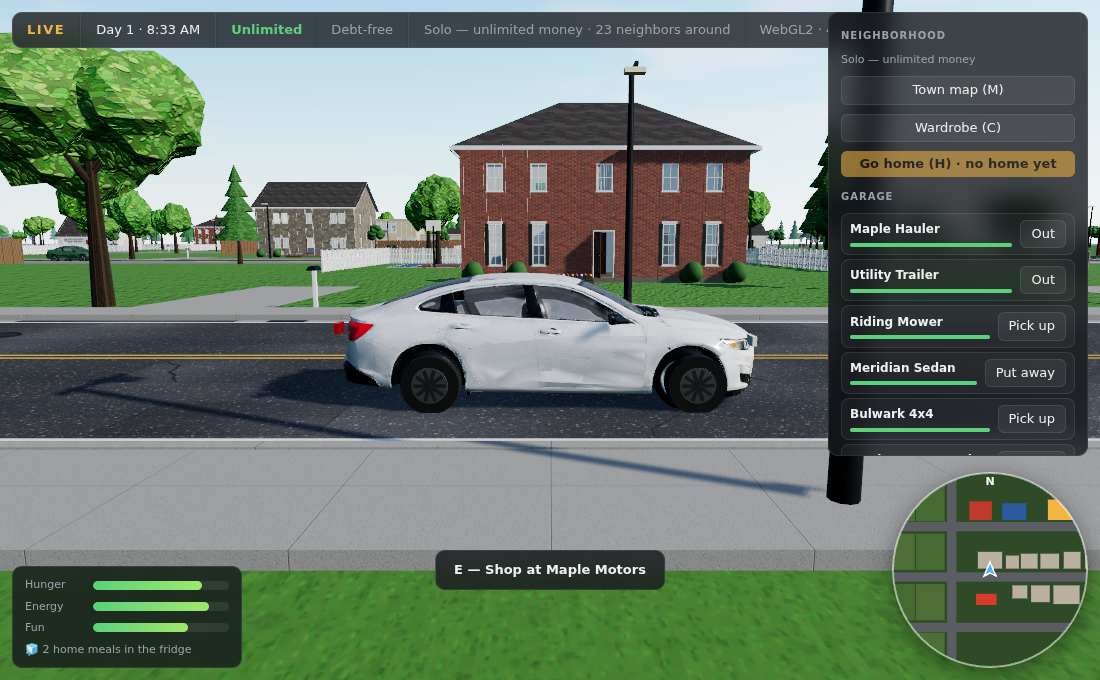 LIVE
Day 1 · 8:33 AM
Unlimited
Debt-free
Solo — unlimited money · 23 neighbors around
WebGL2 ·
NEIGHBORHOOD
Solo — unlimited money
Town map (M)
Wardrobe (C)
Go home (H) · no home yet
GARAGE
Maple Hauler
Out
Utility Trailer
Out
Riding Mower
Pick up
Meridian Sedan
Put away
Bulwark 4x4
Pick up
N
E — Shop at Maple Motors
Hunger
Energy
Fun
🧊 2 home meals in the fridge